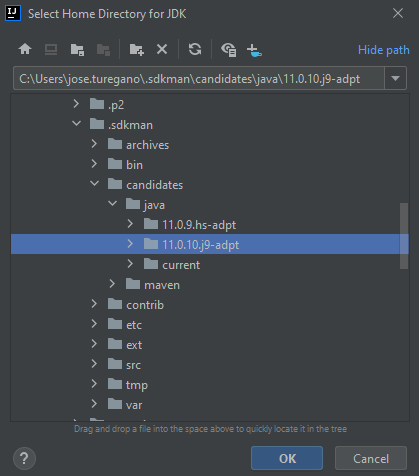 Select Home Directory for JDK
Hide path
C:\Users\jose.turegano\.sdkman\candidates\java\11.0.10.j9-adpt
.p2
.sdkman
archives
bin
candidates
java
11.0.9.hs-adpt
11.0.10.j9-adpt
current
maven
contrib
etc
ext
src
tmp
var
Drag and drop a file into the space above to quickly locate it in the tree
?
OK
Cancel